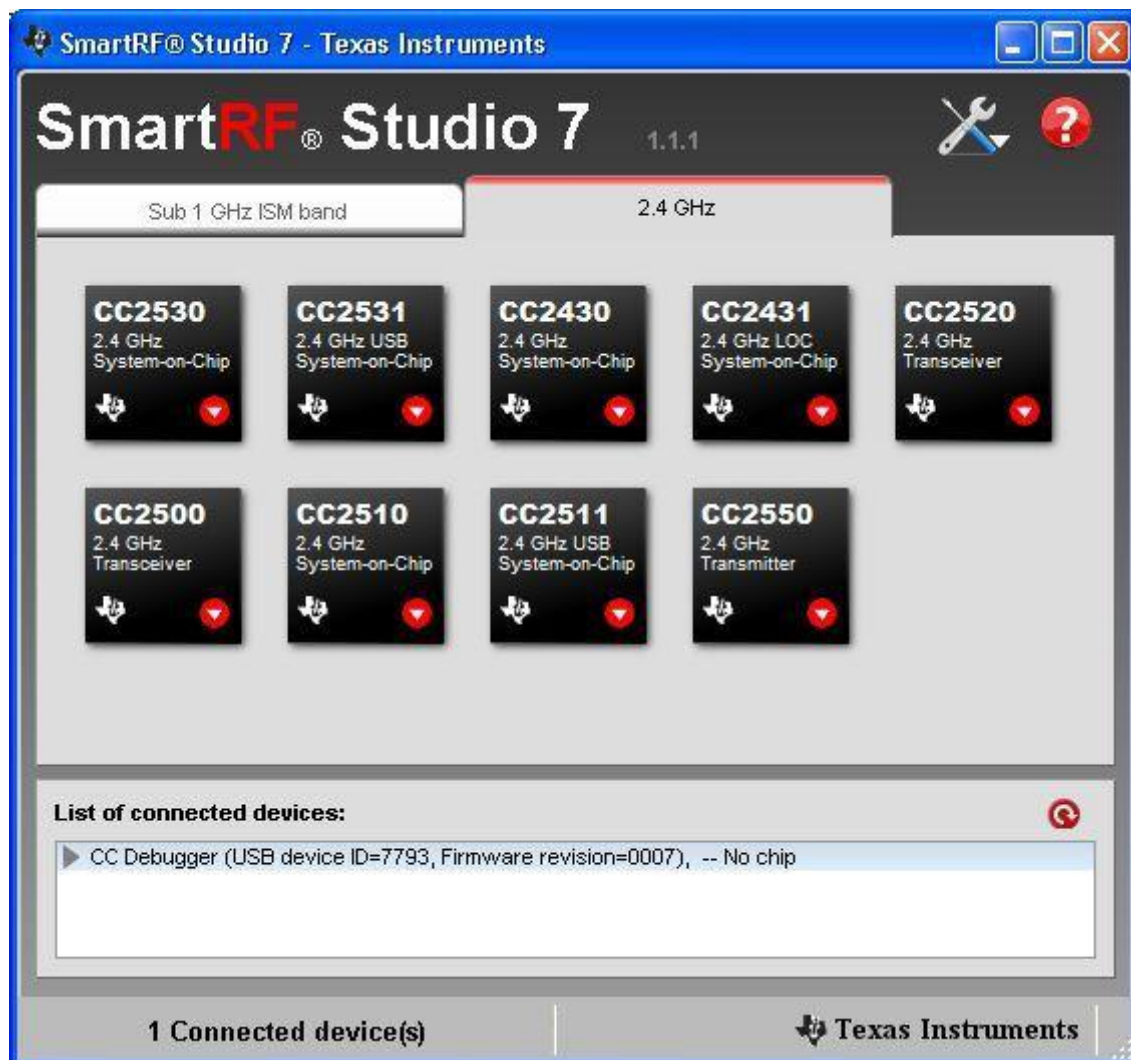 SmartRF® Studio 7 - Texas Instruments
SmartRF® Studio 7 1.1.1
Sub 1 GHz ISM band
2.4 GHz
CC2530
2.4 GHz
System-on-Chip
CC2531
2.4 GHz USB
System-on-Chip
CC2430
2.4 GHz
System-on-Chip
CC2431
2.4 GHz LOC
System-on-Chip
CC2520
2.4 GHz
Transceiver
CC2500
2.4 GHz
Transceiver
CC2510
2.4 GHz
System-on-Chip
CC2511
2.4 GHz USB
System-on-Chip
CC2550
2.4 GHz
Transmitter
List of connected devices:
CC Debugger (USB device ID=7793, Firmware revision=0007), -- No chip
1 Connected device(s)
Texas Instruments